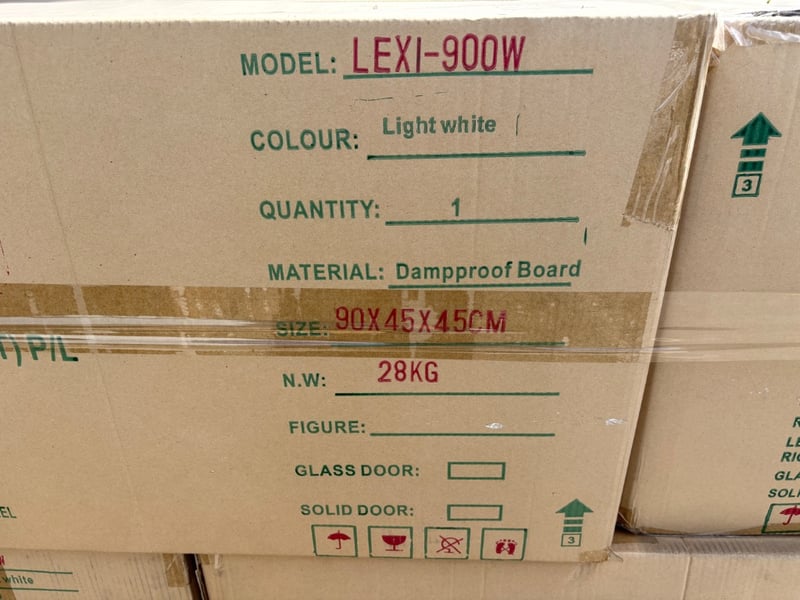 MODEL: LEXI-900W
COLOUR: Light white
QUANTITY: 1
MATERIAL: Dampproof Board
SIZE: 90X45X45CM
P/L
N.W: 28KG
FIGURE:
GLASS DOOR:
SOLID DOOR:
3
3
white